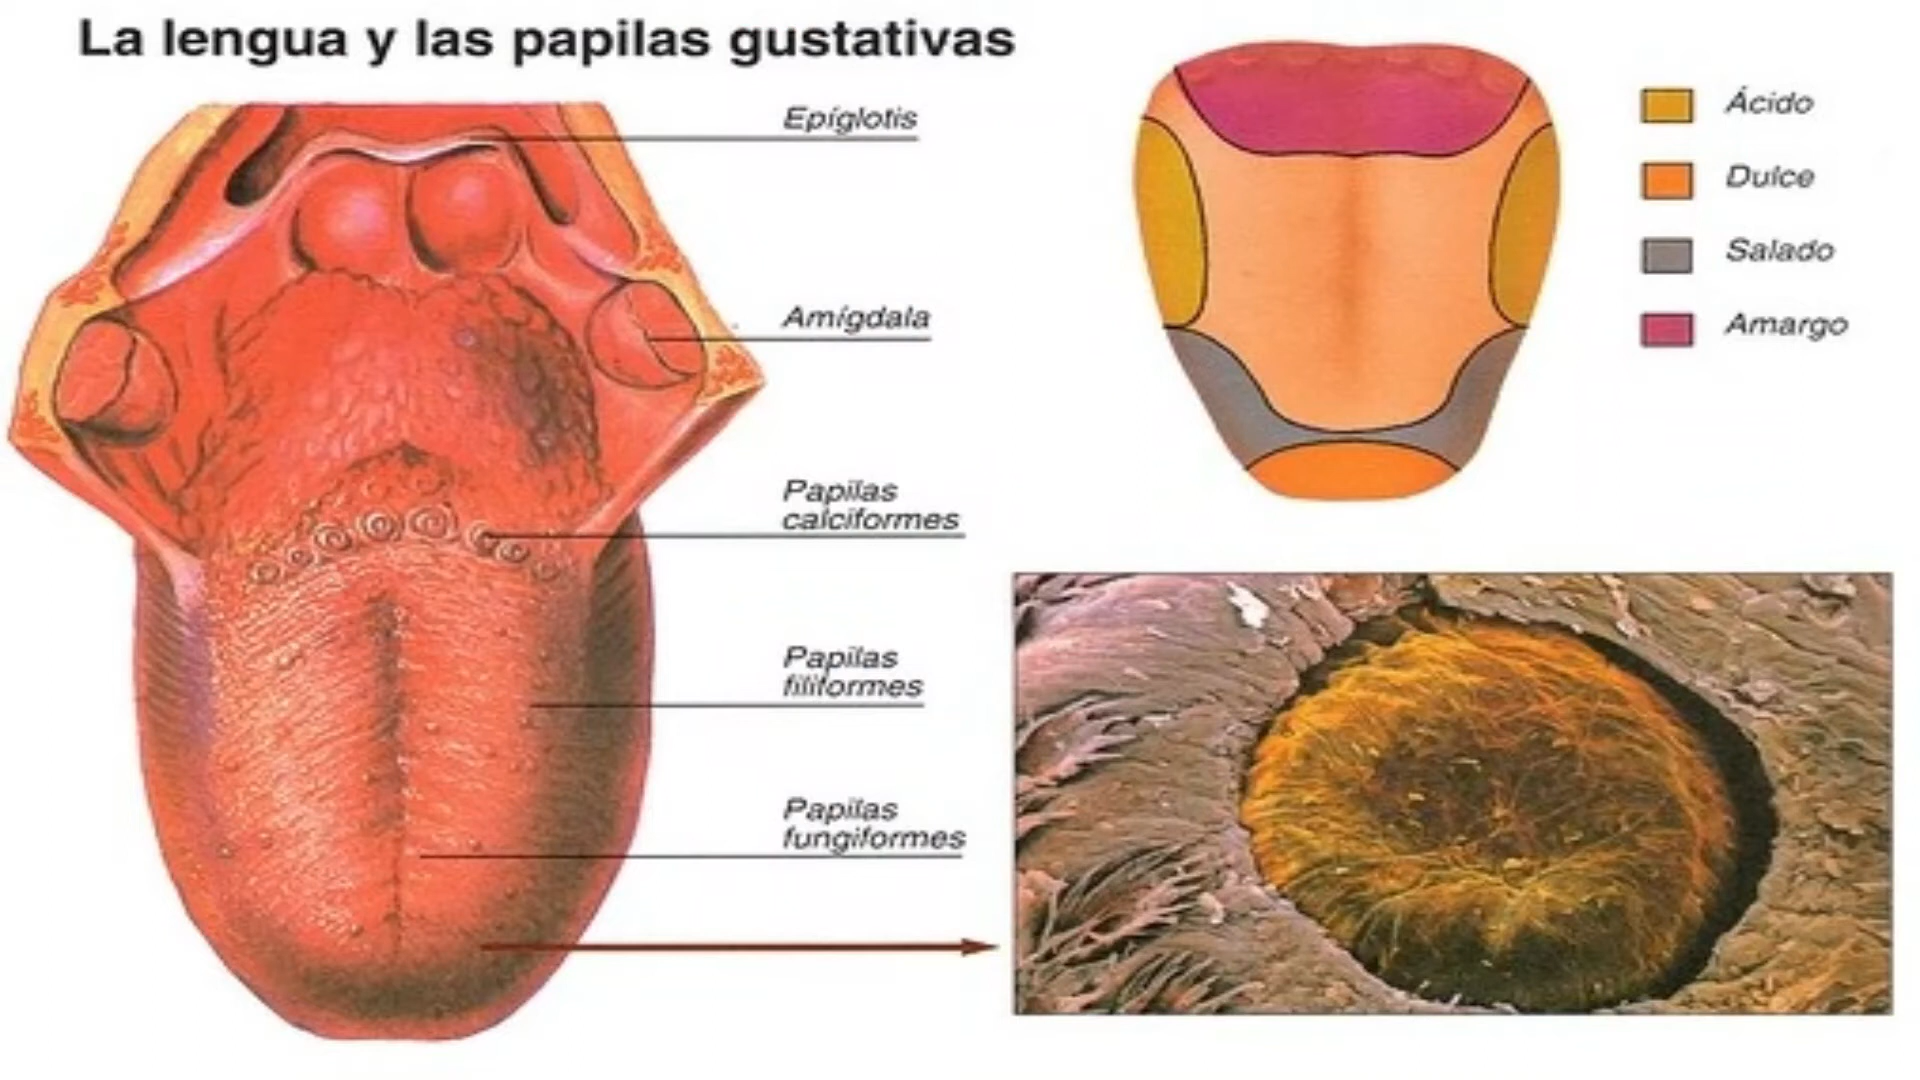 La lengua y las papilas gustativas
Epíglotis
Amígdala
Papilas
calciformes
Papilas
filiformes
Papilas
fungiformes
Ácido
Dulce
Salado
Amargo